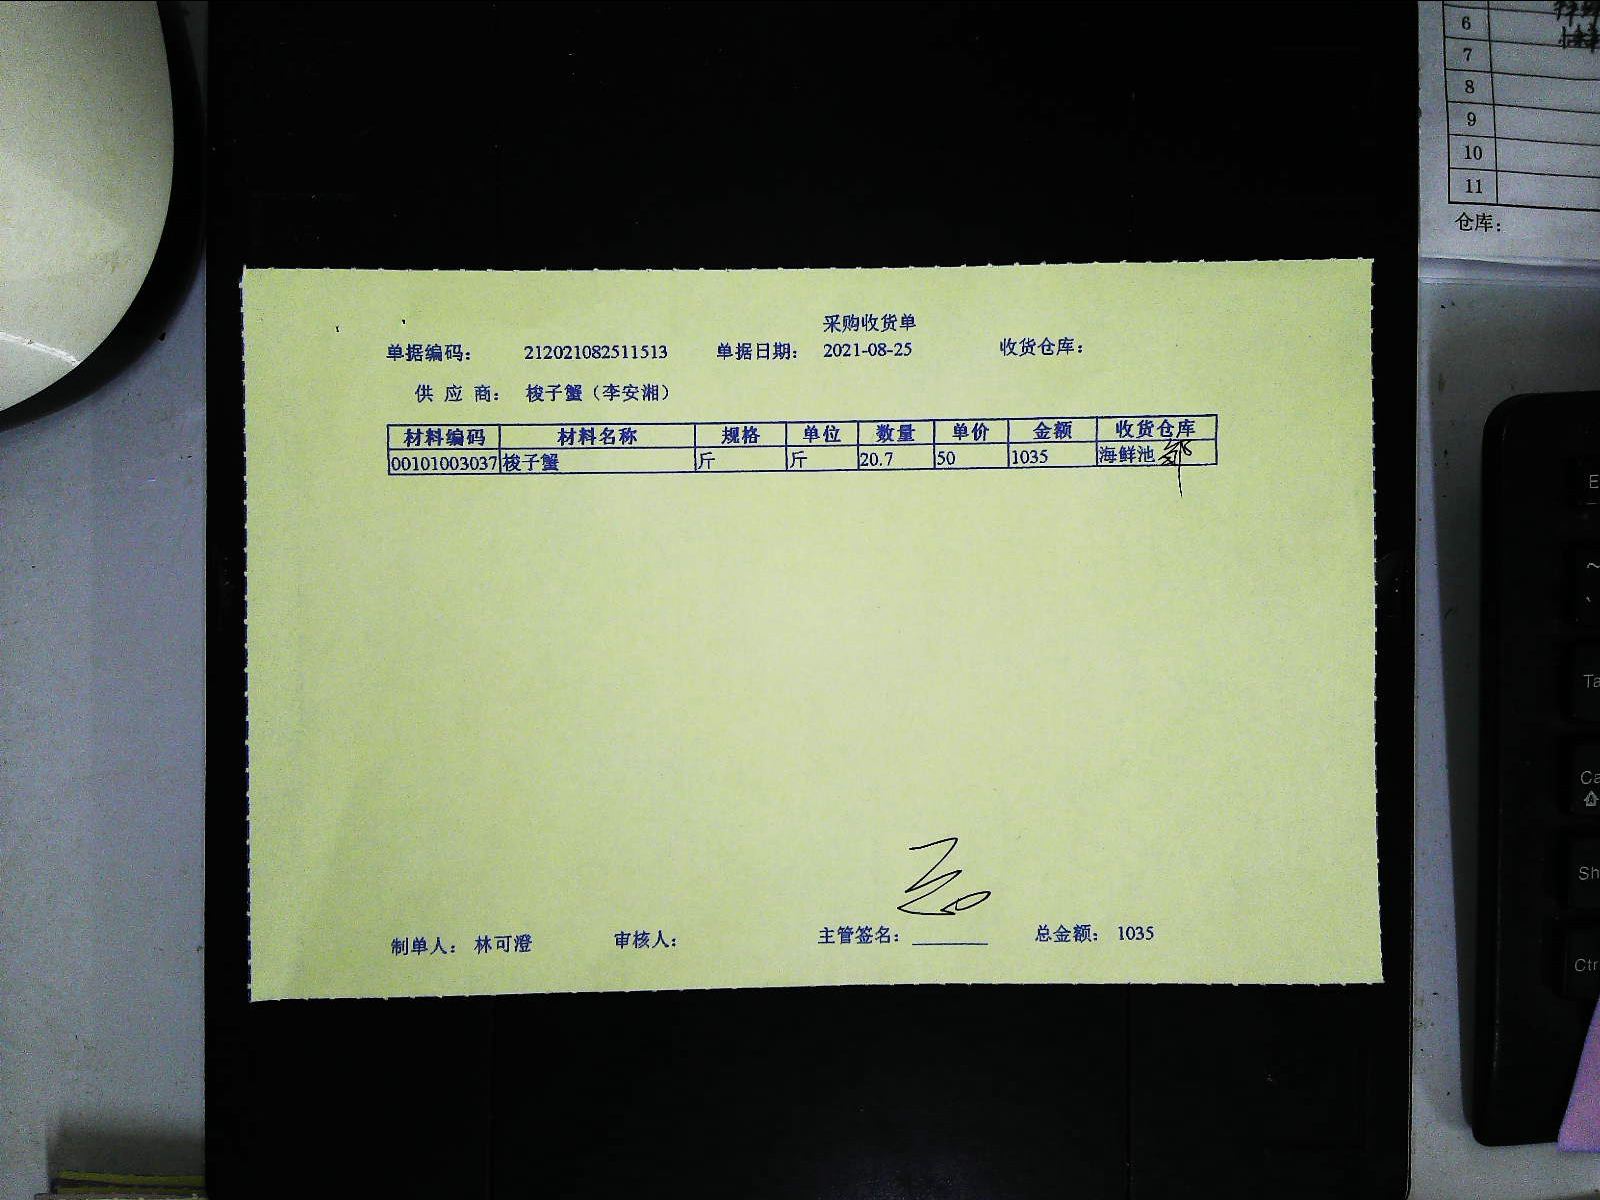 采购收货单
单据编码: 212021082511513 单据日期: 2021-08-25 收货仓库:
供 应 商: 梭子蟹（李安湘）
材料编码 材料名称 规格 单位 数量 单价 金额 收货仓库
00101003037 梭子蟹 斤 斤 20.7 50 1035 海鲜池
制单人: 林可澄 审核人: 主管签名: ________ 总金额: 1035
6
7
8
9
10
11
仓库: